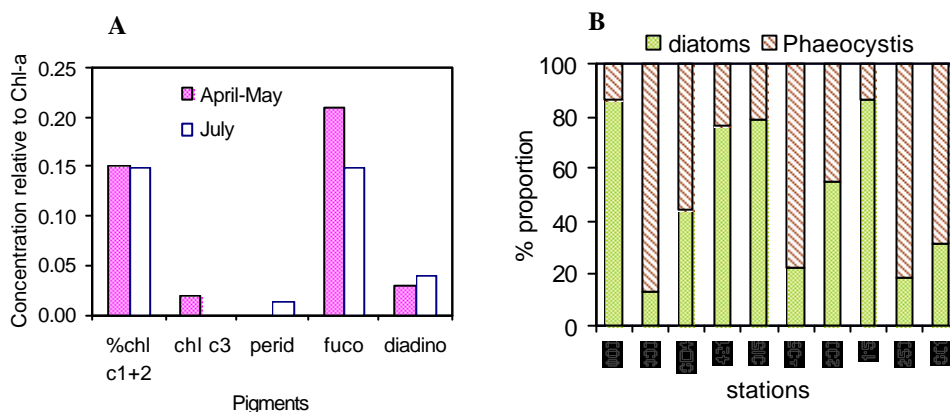 A
Concentration relative to Chl-a
0.25
0.20
0.15
0.10
0.05
0.00
April-May
July
%chl c1+2
chl c3
perid
fuco
diadino
Pigments
B
diatoms
Phaeocystis
% proportion
100
80
60
40
20
0
stations